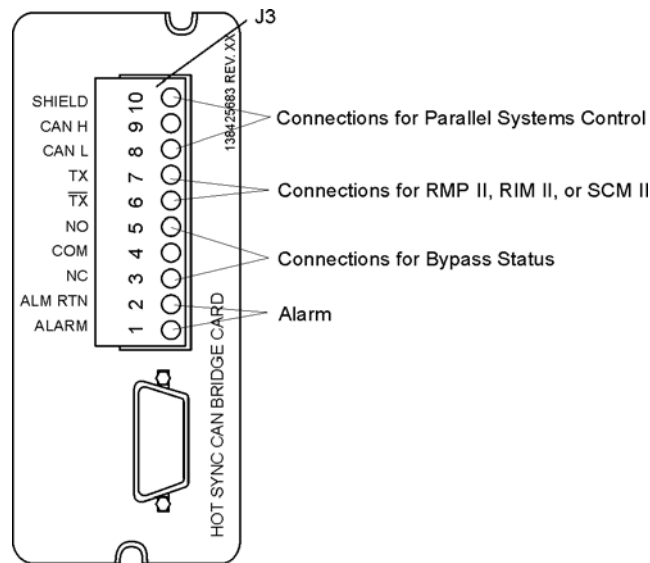 J3
138425683 REV. XX
SHIELD 10
CAN H 9
CAN L 8
TX 7
T̅X̅ 6
NO 5
COM 4
NC 3
ALM RTN 2
ALARM 1
Connections for Parallel Systems Control
Connections for RMP II, RIM II, or SCM II
Connections for Bypass Status
Alarm
HOT SYNC CAN BRIDGE CARD